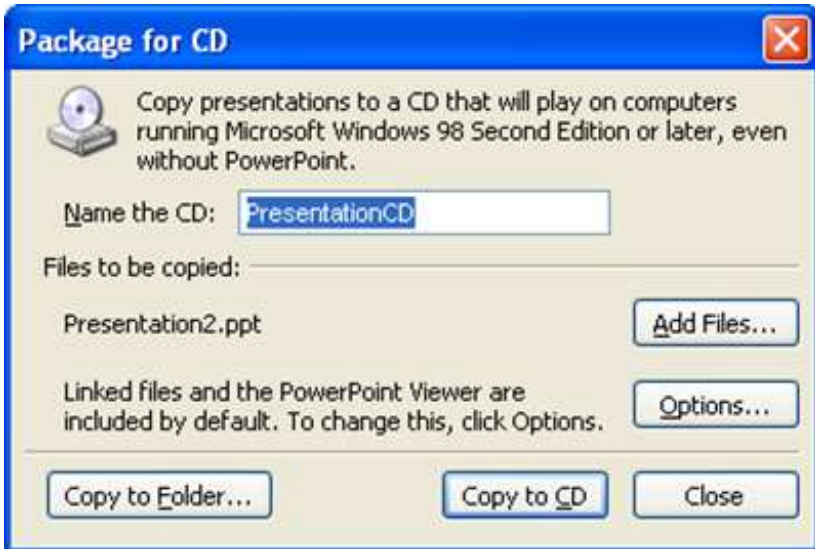 Package for CD
Copy presentations to a CD that will play on computers
running Microsoft Windows 98 Second Edition or later, even
without PowerPoint.
Name the CD: PresentationCD
Files to be copied:
Presentation2.ppt
Add Files...
Linked files and the PowerPoint Viewer are
included by default. To change this, click Options.
Options...
Copy to Folder...
Copy to CD
Close